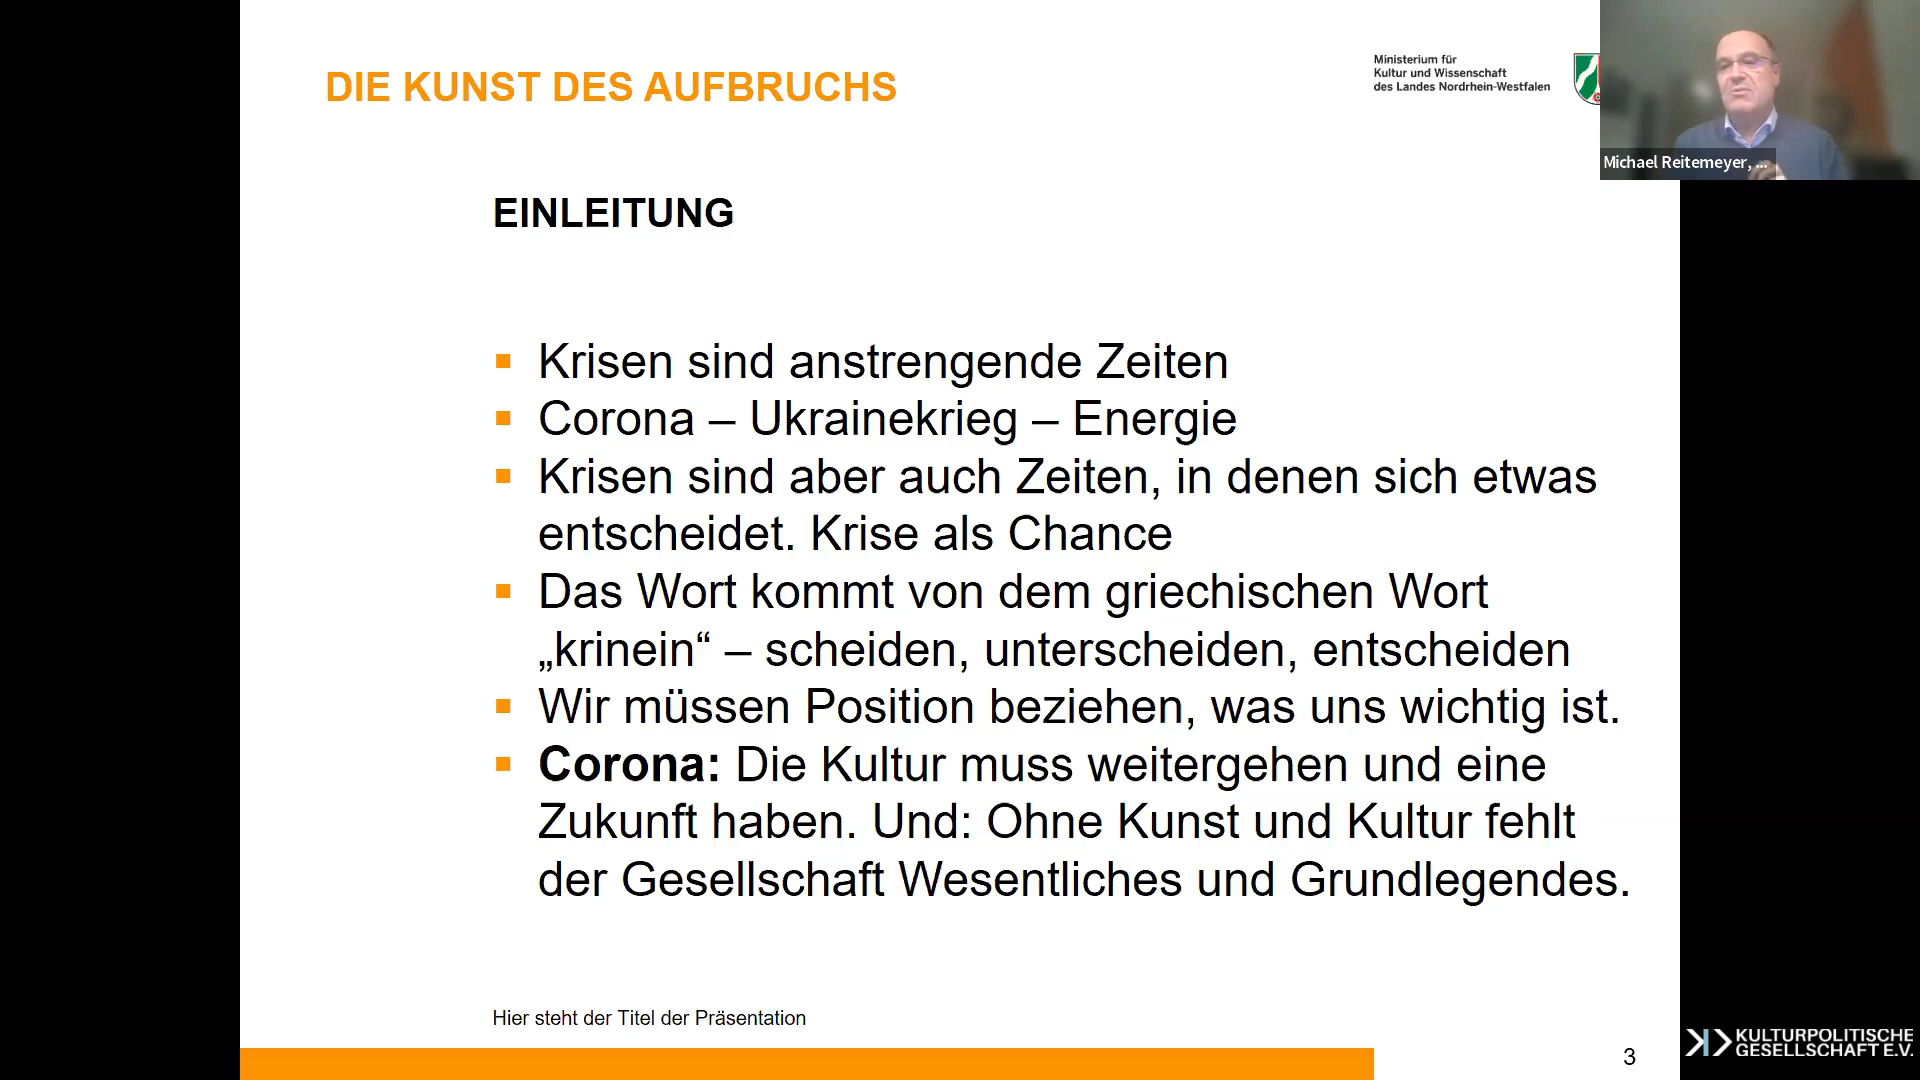 DIE KUNST DES AUFBRUCHS
Ministerium für
Kultur und Wissenschaft
des Landes Nordrhein-Westfalen
Michael Reitemeyer, ...
EINLEITUNG
Krisen sind anstrengende Zeiten
Corona – Ukrainekrieg – Energie
Krisen sind aber auch Zeiten, in denen sich etwas
entscheidet. Krise als Chance
Das Wort kommt von dem griechischen Wort
„krinein“ – scheiden, unterscheiden, entscheiden
Wir müssen Position beziehen, was uns wichtig ist.
Corona: Die Kultur muss weitergehen und eine
Zukunft haben. Und: Ohne Kunst und Kultur fehlt
der Gesellschaft Wesentliches und Grundlegendes.
Hier steht der Titel der Präsentation
3
KULTURPOLITISCHE
GESELLSCHAFT E.V.